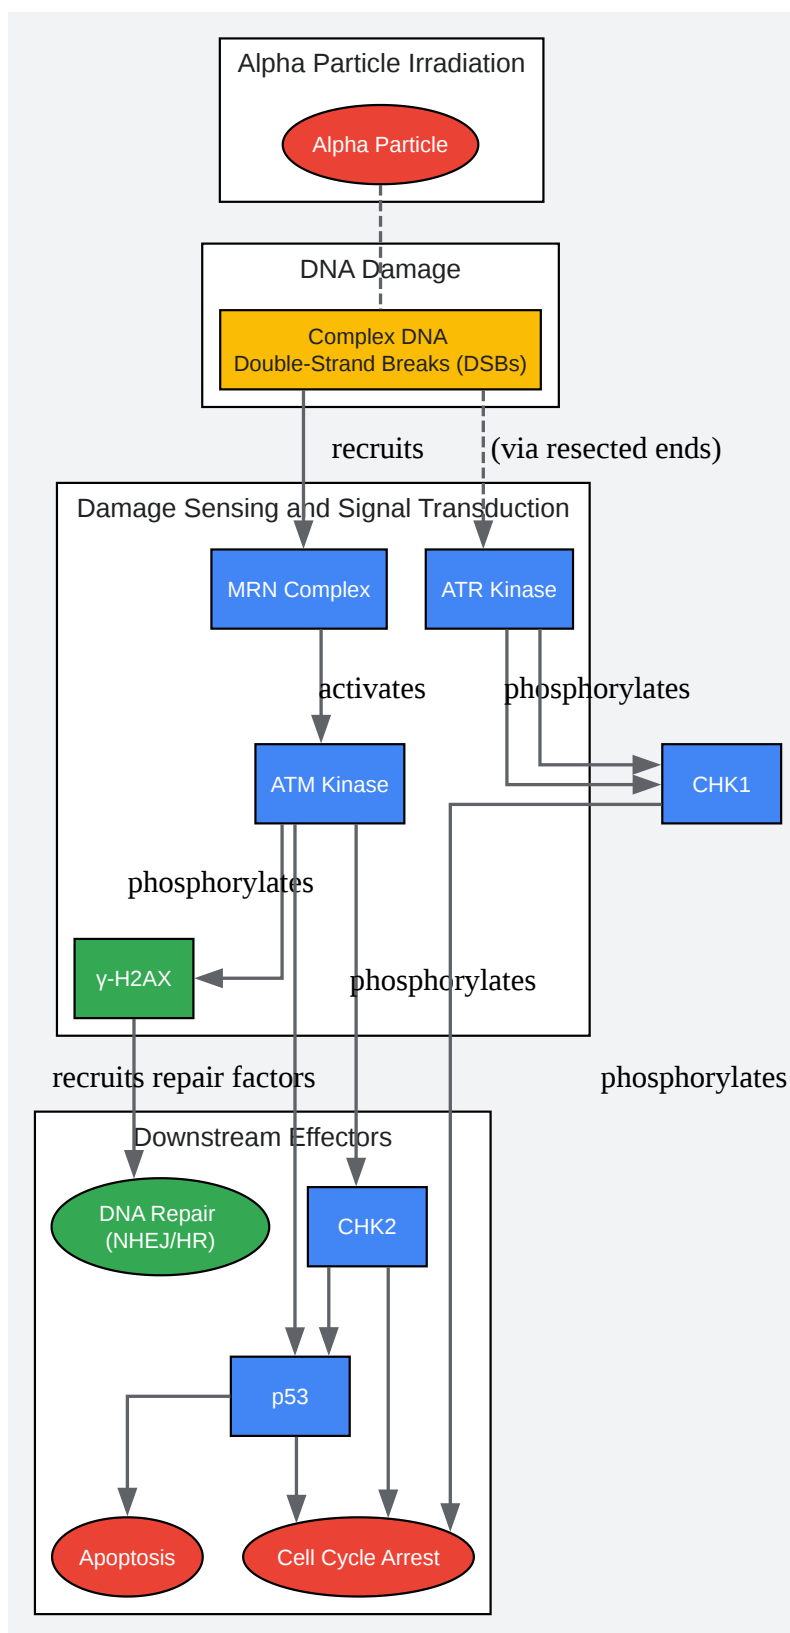 Alpha Particle Irradiation
Alpha Particle
DNA Damage
Complex DNA
Double-Strand Breaks (DSBs)
recruits
(via resected ends)
Damage Sensing and Signal Transduction
MRN Complex
ATR Kinase
activates
phosphorylates
ATM Kinase
CHK1
phosphorylates
γ-H2AX
phosphorylates
recruits repair factors
phosphorylates
Downstream Effectors
DNA Repair
(NHEJ/HR)
CHK2
p53
Apoptosis
Cell Cycle Arrest